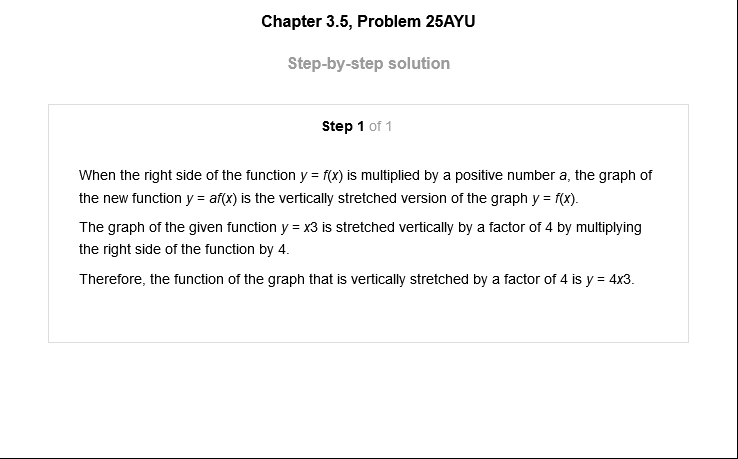 Chapter 3.5, Problem 25AYU
Step-by-step solution
Step 1 of 1
When the right side of the function y = f(x) is multiplied by a positive number a, the graph of
the new function y = af(x) is the vertically stretched version of the graph y = f(x).
The graph of the given function y = x3 is stretched vertically by a factor of 4 by multiplying
the right side of the function by 4.
Therefore, the function of the graph that is vertically stretched by a factor of 4 is y = 4x3.